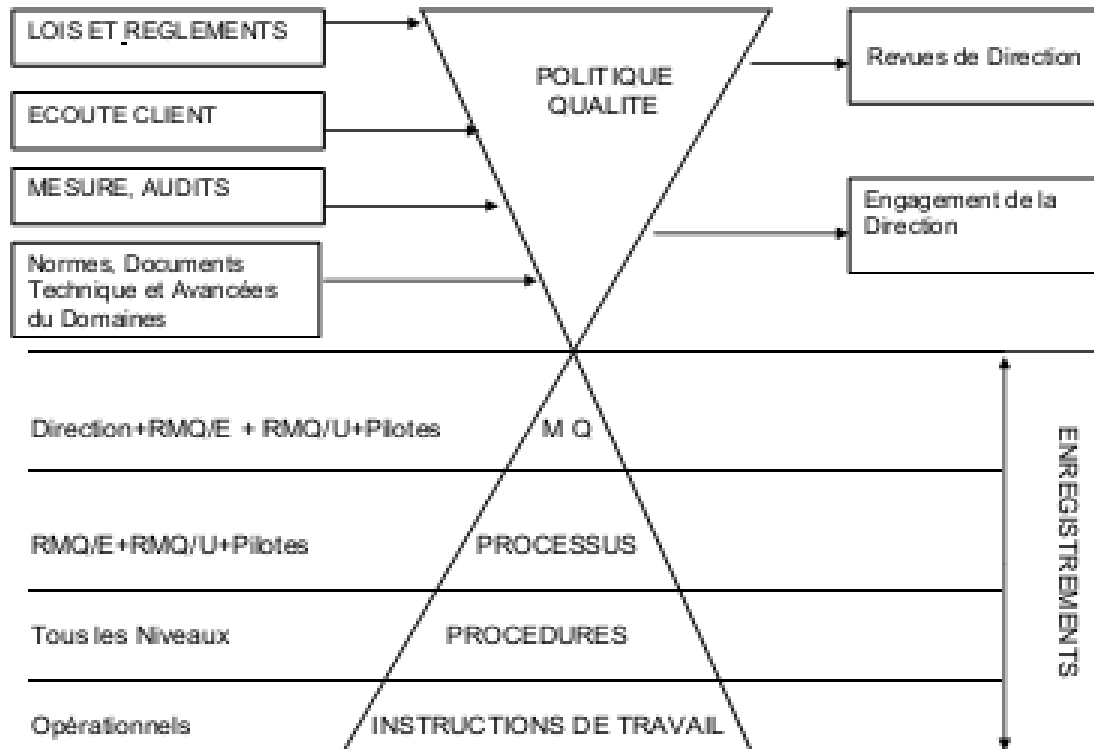 LOIS ET REGLEMENTS
POLITIQUE
QUALITE
Revues de Direction
ECOUTE CLIENT
MESURE, AUDITS
Engagement de la
Direction
Normes, Documents
Technique et Avancées
du Domaines
Direction+RMQ/E + RMQ/U+Pilotes
M Q
RMQ/E+RMQ/U+Pilotes
PROCESSUS
Tous les Niveaux
PROCEDURES
Opérationnels
INSTRUCTIONS DE TRAVAIL
ENREGISTREMENTS